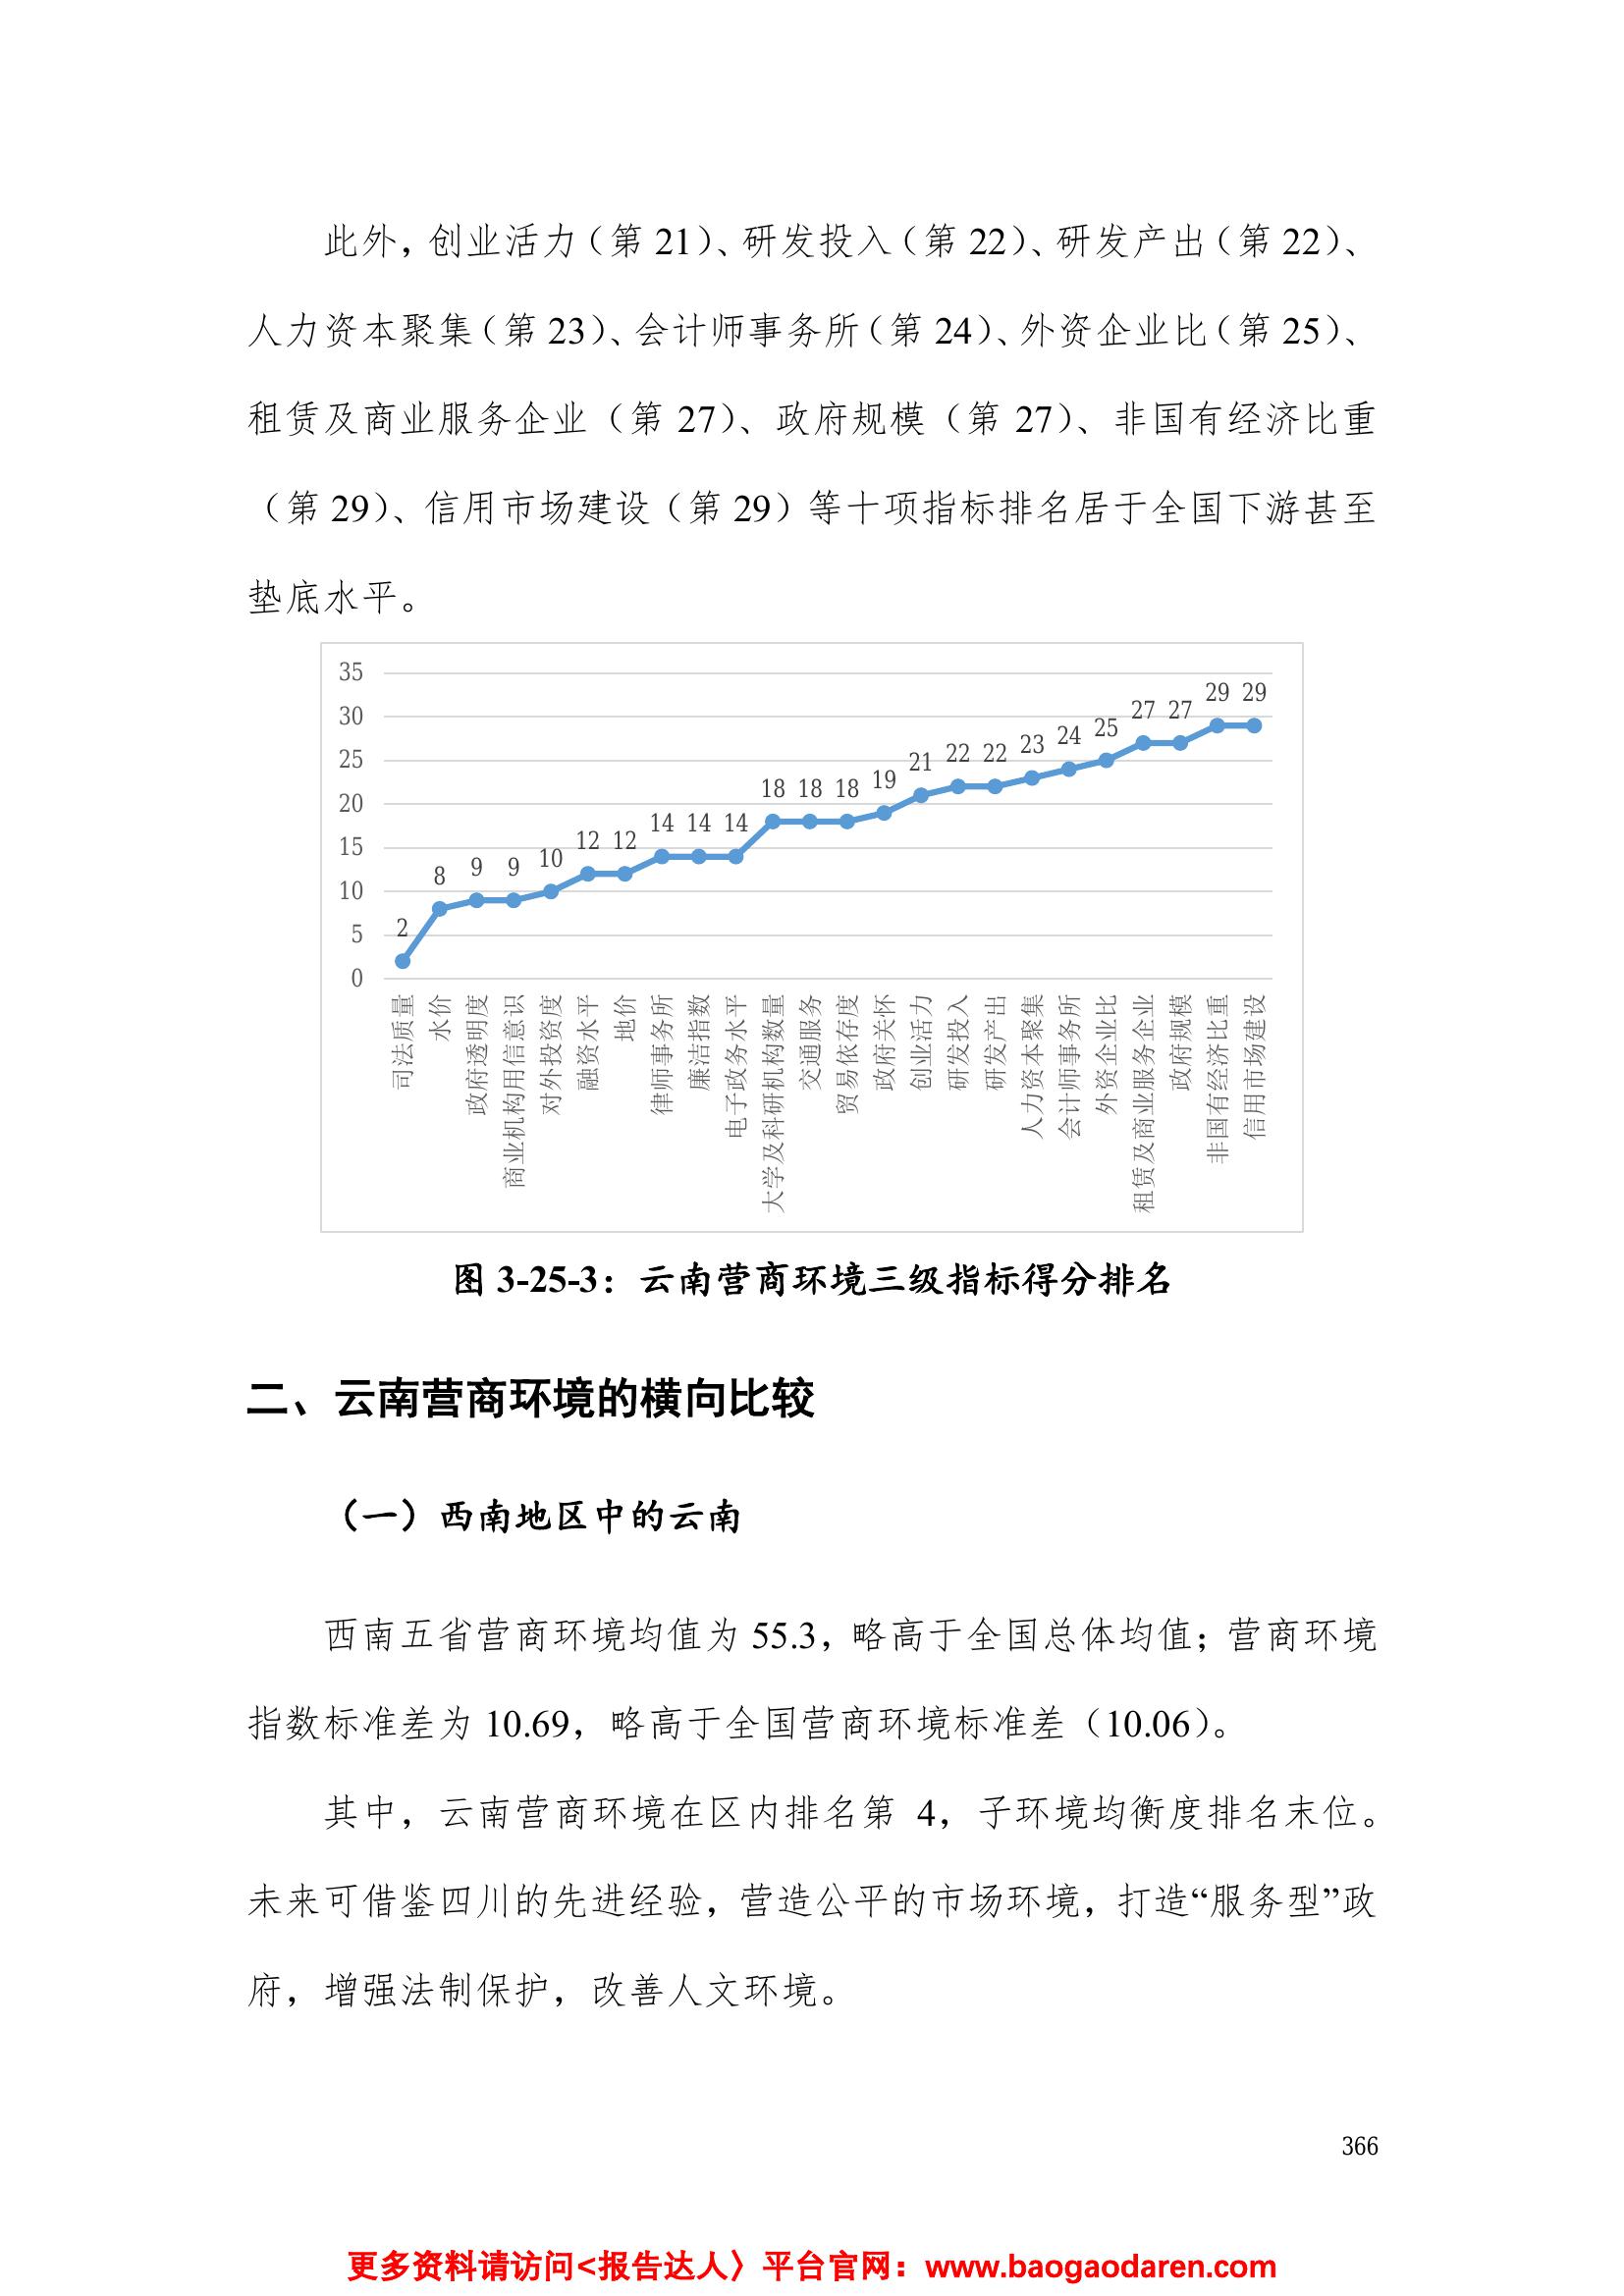 此外，创业活力（第 21）、研发投入（第 22）、研发产出（第 22）、
人力资本聚集（第 23）、会计师事务所（第 24）、外资企业比（第 25）、
租赁及商业服务企业（第 27）、政府规模（第 27）、非国有经济比重
（第 29）、信用市场建设（第 29）等十项指标排名居于全国下游甚至
垫底水平。
35
30
25
20
15
10
5
0
2
8
9
9
10
12
12
14
14
14
18
18
18
19
21
22
22
23
24
25
27
27
29
29
司法质量
水价
政府透明度
商业机构用信意识
对外投资度
融资水平
地价
律师事务所
廉洁指数
电子政务水平
大学及科研机构数量
交通服务
贸易依存度
政府关怀
创业活力
研发投入
研发产出
人力资本聚集
会计师事务所
外资企业比
租赁及商业服务企业
政府规模
非国有经济比重
信用市场建设
图 3-25-3：云南营商环境三级指标得分排名
二、云南营商环境的横向比较
（一）西南地区中的云南
西南五省营商环境均值为 55.3，略高于全国总体均值；营商环境
指数标准差为 10.69，略高于全国营商环境标准差（10.06）。
其中，云南营商环境在区内排名第 4，子环境均衡度排名末位。
未来可借鉴四川的先进经验，营造公平的市场环境，打造“服务型”政
府，增强法制保护，改善人文环境。
366
更多资料请访问<报告达人〉平台官网：www.baogaodaren.com